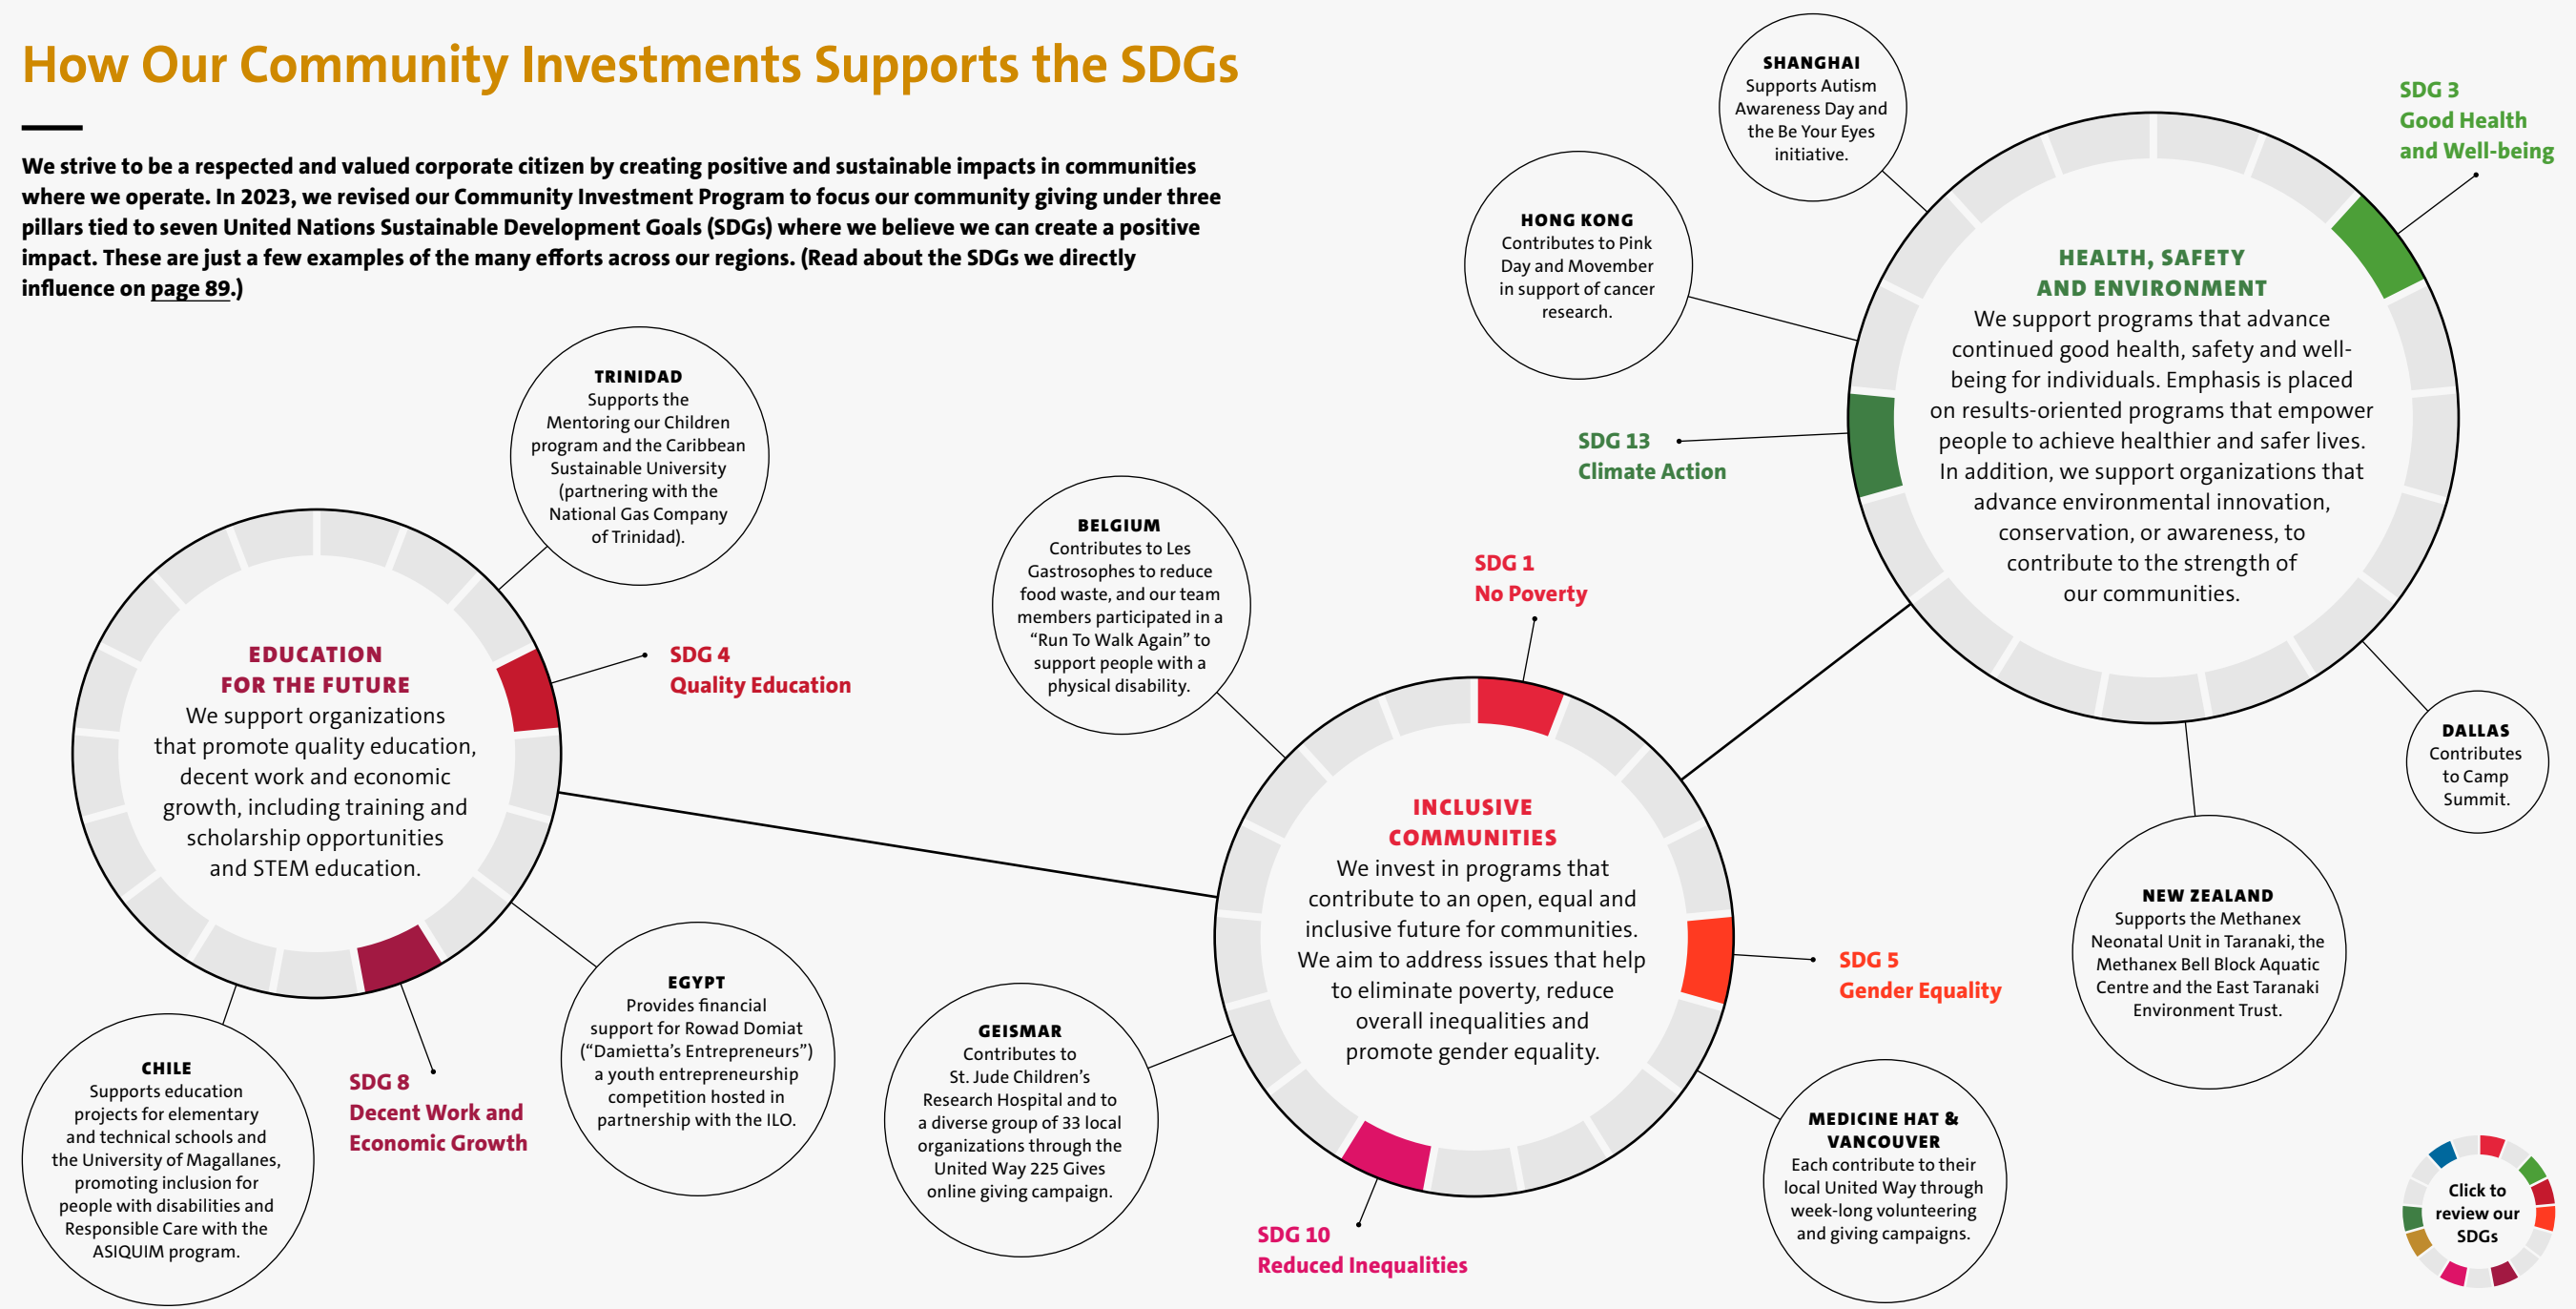 How Our Community Investments Supports the SDGs
We strive to be a respected and valued corporate citizen by creating positive and sustainable impacts in communities
where we operate. In 2023, we revised our Community Investment Program to focus our community giving under three
pillars tied to seven United Nations Sustainable Development Goals (SDGs) where we believe we can create a positive
impact. These are just a few examples of the many efforts across our regions. (Read about the SDGs we directly
influence on page 89.)
TRINIDAD
Supports the
Mentoring our Children
program and the Caribbean
Sustainable University
(partnering with the
National Gas Company
of Trinidad).
EDUCATION
FOR THE FUTURE
We support organizations
that promote quality education,
decent work and economic
growth, including training and
scholarship opportunities
and STEM education.
SDG 4
Quality Education
CHILE
Supports education
projects for elementary
and technical schools and
the University of Magallanes,
promoting inclusion for
people with disabilities and
Responsible Care with the
ASIQUIM program.
SDG 8
Decent Work and
Economic Growth
EGYPT
Provides financial
support for Rowad Domiat
("Damietta's Entrepreneurs")
a youth entrepreneurship
competition hosted in
partnership with the ILO.
BELGIUM
Contributes to Les
Gastrosophes to reduce
food waste, and our team
members participated in a
“Run To Walk Again” to
support people with a
physical disability.
SDG 1
No Poverty
INCLUSIVE
COMMUNITIES
We invest in programs that
contribute to an open, equal and
inclusive future for communities.
We aim to address issues that help
to eliminate poverty, reduce
overall inequalities and
promote gender equality.
SDG 5
Gender Equality
GEISMAR
Contributes to
St. Jude Children’s
Research Hospital and to
a diverse group of 33 local
organizations through the
United Way 225 Gives
online giving campaign.
SDG 10
Reduced Inequalities
MEDICINE HAT &
VANCOUVER
Each contribute to their
local United Way through
week-long volunteering
and giving campaigns.
SHANGHAI
Supports Autism
Awareness Day and
the Be Your Eyes
initiative.
HONG KONG
Contributes to Pink
Day and Movember
in support of cancer
research.
SDG 3
Good Health
and Well-being
SDG 13
Climate Action
HEALTH, SAFETY
AND ENVIRONMENT
We support programs that advance
continued good health, safety and well-
being for individuals. Emphasis is placed
on results-oriented programs that empower
people to achieve healthier and safer lives.
In addition, we support organizations that
advance environmental innovation,
conservation, or awareness, to
contribute to the strength of
our communities.
DALLAS
Contributes
to Camp
Summit.
NEW ZEALAND
Supports the Methanex
Neonatal Unit in Taranaki, the
Methanex Bell Block Aquatic
Centre and the East Taranaki
Environment Trust.
Click to
review our
SDGs